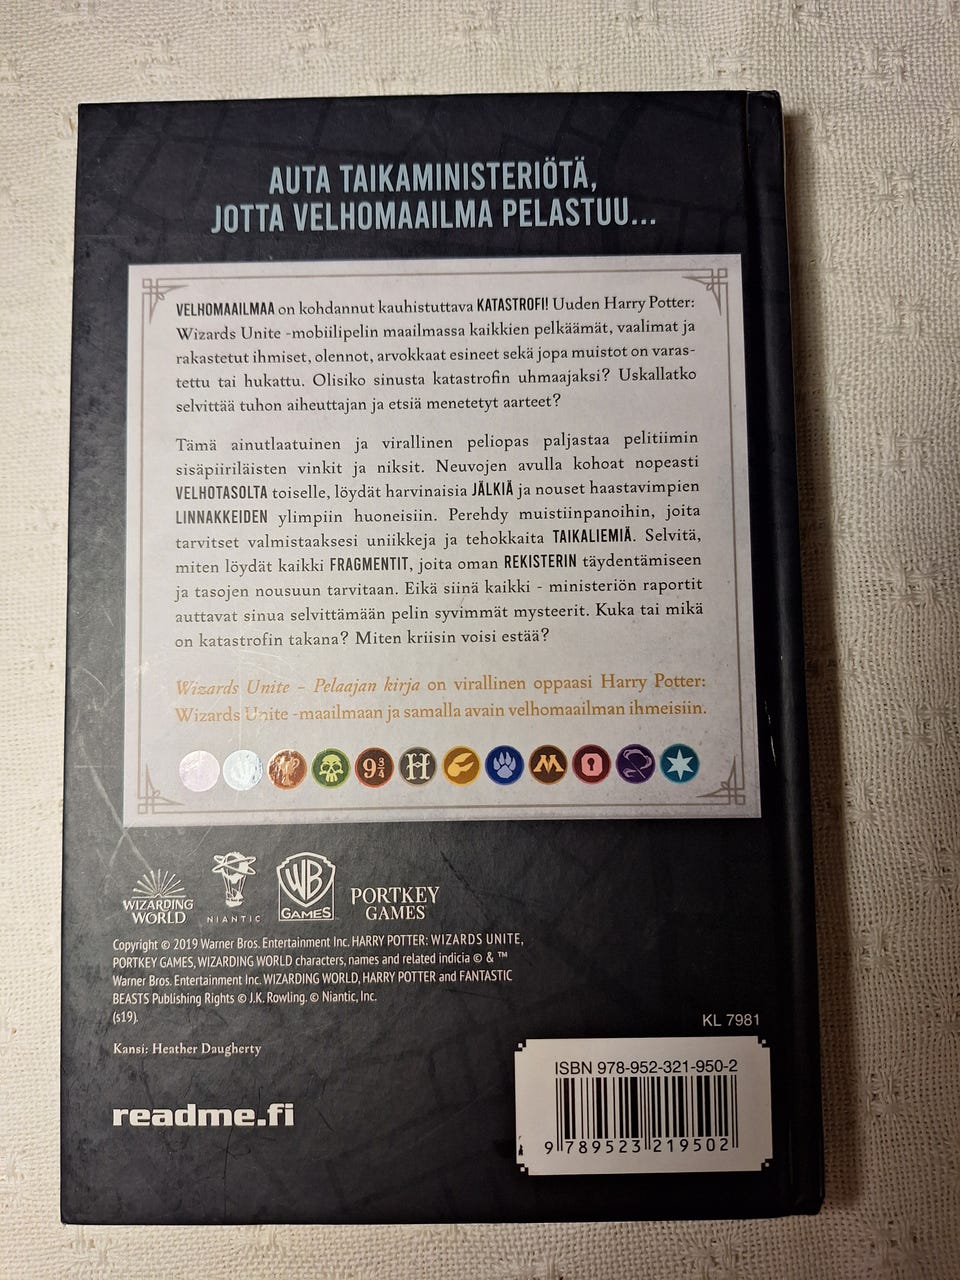 AUTA TAIKAMINISTERIÖTÄ,
JOTTA VELHOMAAILMA PELASTUU...
VELHOMAAILMAA on kohdannut kauhistuttava KATASTROFI! Uuden Harry Potter:
Wizards Unite -mobiilipelin maailmassa kaikkien pelkäämät, vaalimat ja
rakastetut ihmiset, olennot, arvokkaat esineet sekä jopa muistot on varas-
tettu tai hukattu. Olisiko sinusta katastrofin uhmaajaksi? Uskallatko
selvittää tuhon aiheuttajan ja etsiä menetetyt aarteet?
Tämä ainutlaatuinen ja virallinen peliopas paljastaa pelitiimin
sisäpiiriläisten vinkit ja niksit. Neuvojen avulla kohoat nopeasti
VELHOTASOLTA toiselle, löydät harvinaisia JÄLKIÄ ja nouset haastavimpien
LINNAKKEIDEN ylimpiin huoneisiin. Perehdy muistiinpanoihin, joita
tarvitset valmistaaksesi uniikkeja ja tehokkaita TAIKALIEMIÄ. Selvitä,
miten löydät kaikki FRAGMENTIT, joita oman REKISTERIN täydentämiseen
ja tasojen nousuun tarvitaan. Eikä siinä kaikki - ministeriön raportit
auttavat sinua selvittämään pelin syvimmät mysteerit. Kuka tai mikä
on katastrofin takana? Miten kriisin voisi estää?
Wizards Unite - Pelaajan kirja on virallinen oppaasi Harry Potter:
Wizards Unite -maailmaan ja samalla avain velhomaailman ihmeisiin.
9 3/4 H M
WIZARDING
WORLD
NIANTIC
WB
GAMES
PORTKEY
GAMES
Copyright © 2019 Warner Bros. Entertainment Inc. HARRY POTTER: WIZARDS UNITE,
PORTKEY GAMES, WIZARDING WORLD characters, names and related indicia © & ™
Warner Bros. Entertainment Inc. WIZARDING WORLD, HARRY POTTER and FANTASTIC
BEASTS Publishing Rights © J.K. Rowling. © Niantic, Inc.
(s19).
Kansi: Heather Daugherty
readme.fi
KL 7981
ISBN 978-952-321-950-2
9 789523 219502